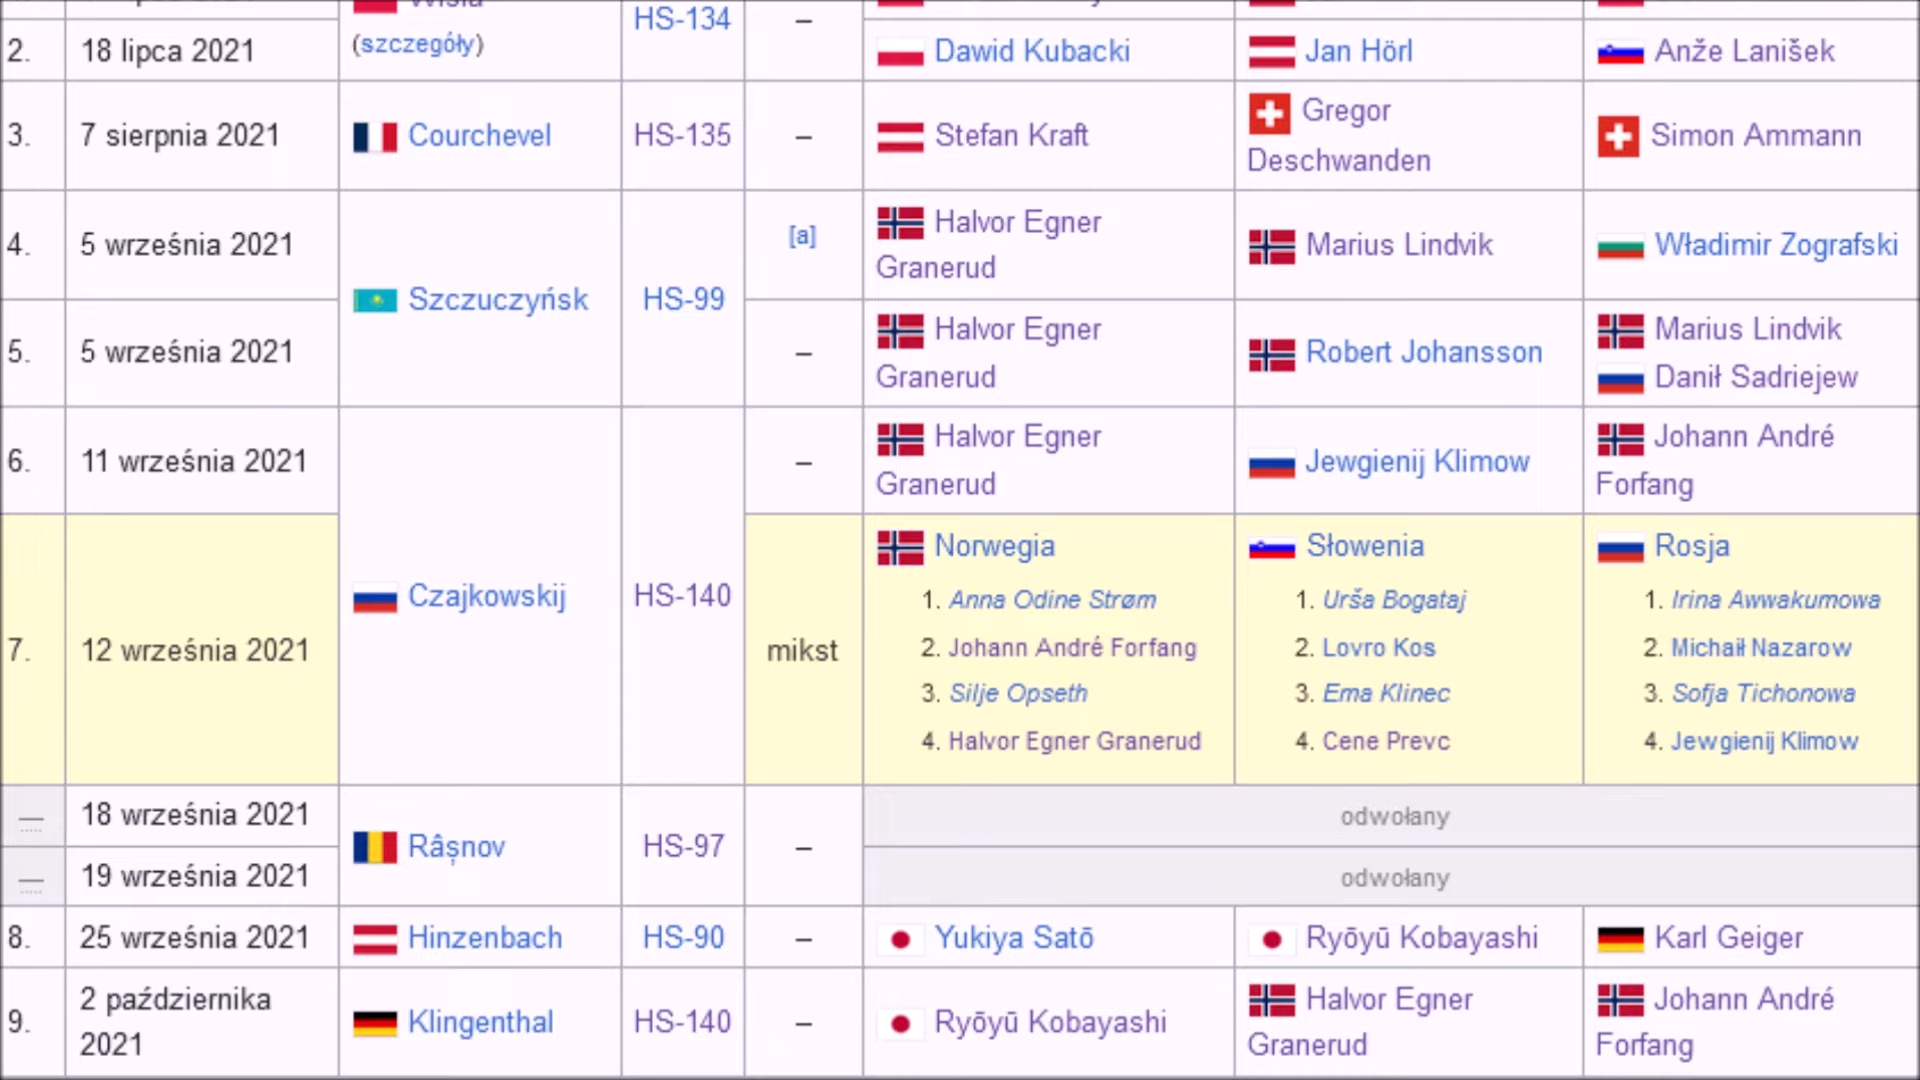 Wisła
(szczegóły)
HS-134
–
2.
18 lipca 2021
Dawid Kubacki
Jan Hörl
Anže Lanišek
3.
7 sierpnia 2021
Courchevel
HS-135
–
Stefan Kraft
Gregor
Deschwanden
Simon Ammann
4.
5 września 2021
Szczuczyńsk
HS-99
[a]
Halvor Egner
Granerud
Marius Lindvik
Władimir Zografski
5.
5 września 2021
–
Halvor Egner
Granerud
Robert Johansson
Marius Lindvik
Danił Sadriejew
6.
11 września 2021
Czajkowskij
HS-140
–
Halvor Egner
Granerud
Jewgienij Klimow
Johann André
Forfang
7.
12 września 2021
mikst
Norwegia
1. Anna Odine Strøm
2. Johann André Forfang
3. Silje Opseth
4. Halvor Egner Granerud
Słowenia
1. Urša Bogataj
2. Lovro Kos
3. Ema Klinec
4. Cene Prevc
Rosja
1. Irina Awwakumowa
2. Michaił Nazarow
3. Sofja Tichonowa
4. Jewgienij Klimow
—
18 września 2021
Râșnov
HS-97
–
odwołany
—
19 września 2021
odwołany
8.
25 września 2021
Hinzenbach
HS-90
–
Yukiya Satō
Ryōyū Kobayashi
Karl Geiger
9.
2 października
2021
Klingenthal
HS-140
–
Ryōyū Kobayashi
Halvor Egner
Granerud
Johann André
Forfang